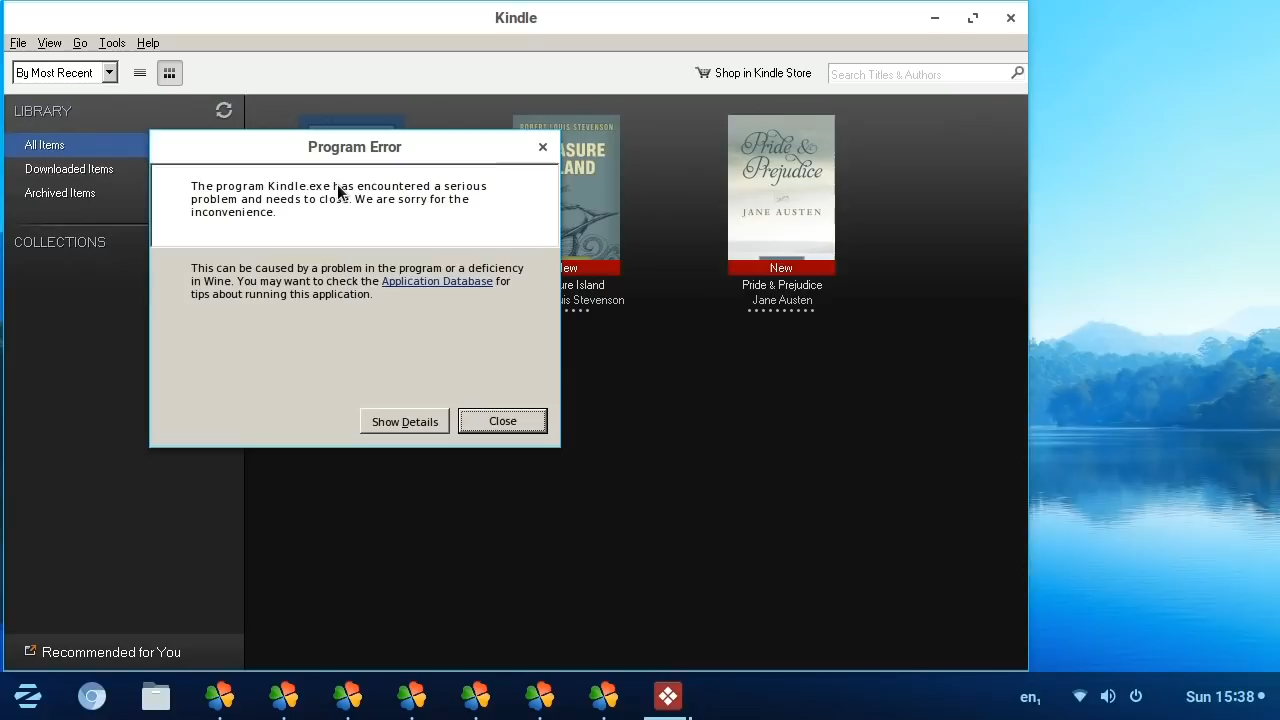 Kindle
File View Go Tools Help
By Most Recent
Shop in Kindle Store
Search Titles & Authors
LIBRARY
All Items
Downloaded Items
Archived Items
COLLECTIONS
Recommended for You
Program Error
The program Kindle.exe has encountered a serious
problem and needs to close. We are sorry for the
inconvenience.
This can be caused by a problem in the program or a deficiency
in Wine. You may want to check the Application Database for
tips about running this application.
Show Details
Close
ROBERT LOUIS STEVENSON
ASURE
LAND
ew
ure Island
uis Stevenson
Pride &
Prejudice
JANE AUSTEN
New
Pride & Prejudice
Jane Austen
en1
Sun 15:38